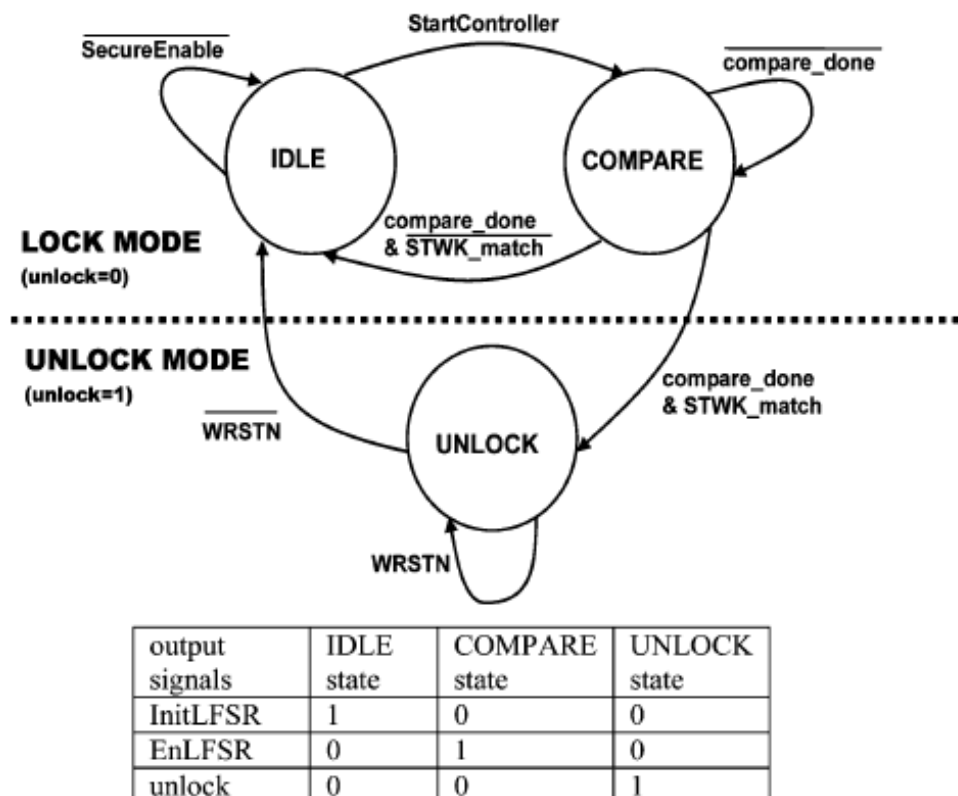 StartController
SecureEnable
compare_done
IDLE
COMPARE
compare_done
& STWK_match
LOCK MODE
(unlock=0)
UNLOCK MODE
(unlock=1)
compare_done
& STWK_match
WRSTN
UNLOCK
WRSTN
output signals IDLE state COMPARE state UNLOCK state
InitLFSR 1 0 0
EnLFSR 0 1 0
unlock 0 0 1